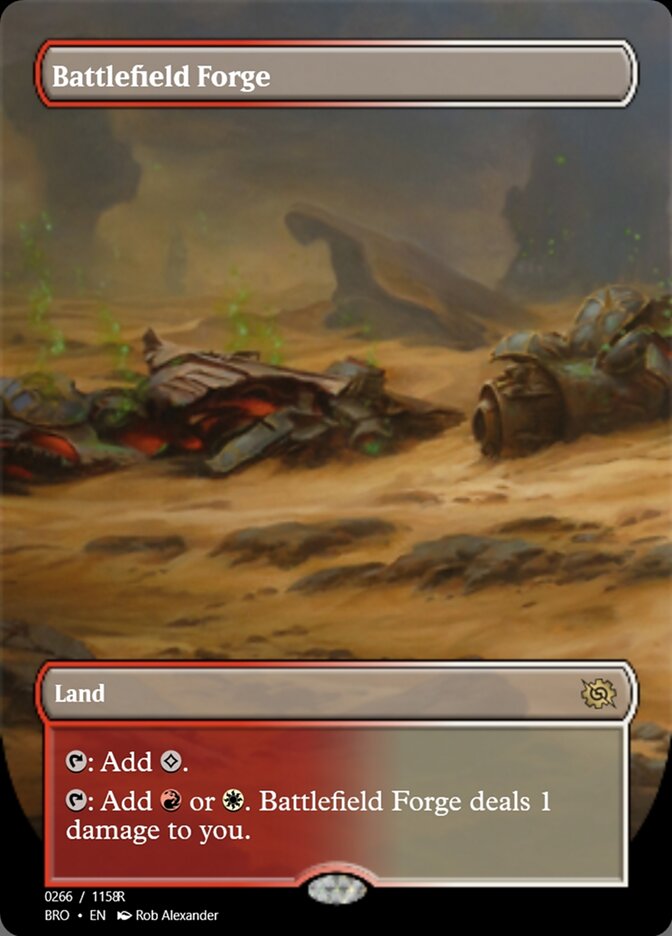 Battlefield Forge
Land
: Add .
: Add or . Battlefield Forge deals 1
damage to you.
0266 / 1158R
BRO • EN Rob Alexander